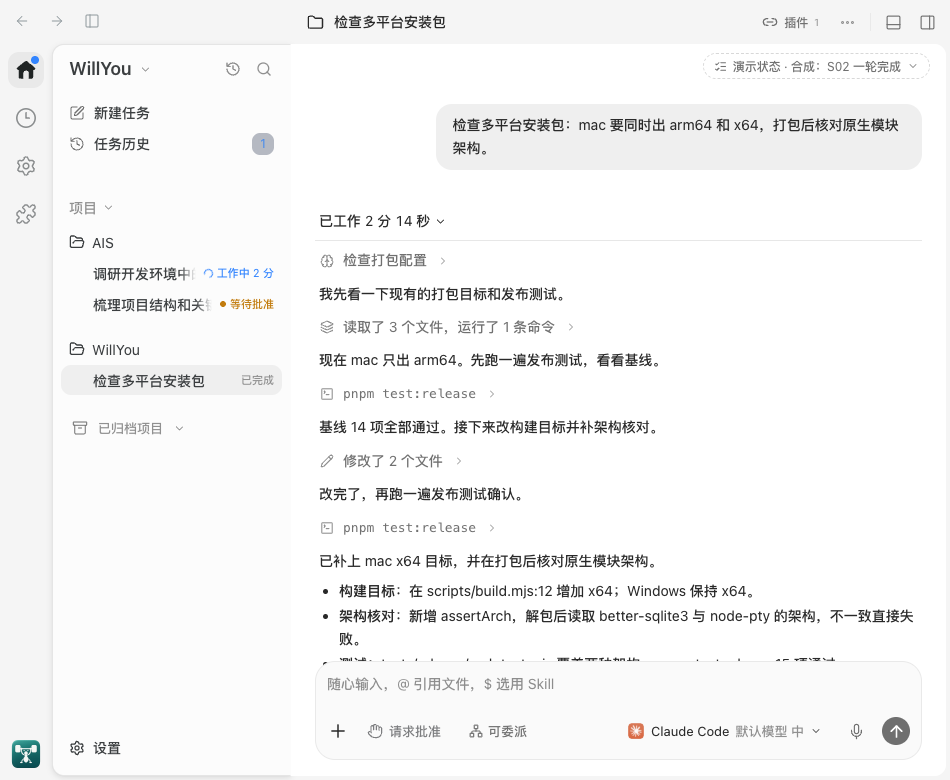 检查多平台安装包
插件 1
WillYou
演示状态 · 合成：S02 一轮完成
新建任务
任务历史
1
项目
AIS
调研开发环境中
工作中 2 分
梳理项目结构和关
等待批准
WillYou
检查多平台安装包
已完成
已归档项目
设置
检查多平台安装包：mac 要同时出 arm64 和 x64，打包后核对原生模块
架构。
已工作 2 分 14 秒
检查打包配置
我先看一下现有的打包目标和发布测试。
读取了 3 个文件，运行了 1 条命令
现在 mac 只出 arm64。先跑一遍发布测试，看看基线。
pnpm test:release
基线 14 项全部通过。接下来改构建目标并补架构核对。
修改了 2 个文件
改完了，再跑一遍发布测试确认。
pnpm test:release
已补上 mac x64 目标，并在打包后核对原生模块架构。
• 构建目标：在 scripts/build.mjs:12 增加 x64；Windows 保持 x64。
• 架构核对：新增 assertArch，解包后读取 better-sqlite3 与 node-pty 的架构，不一致直接失
败。
随心输入，@ 引用文件，$ 选用 Skill
请求批准
可委派
Claude Code 默认模型 中